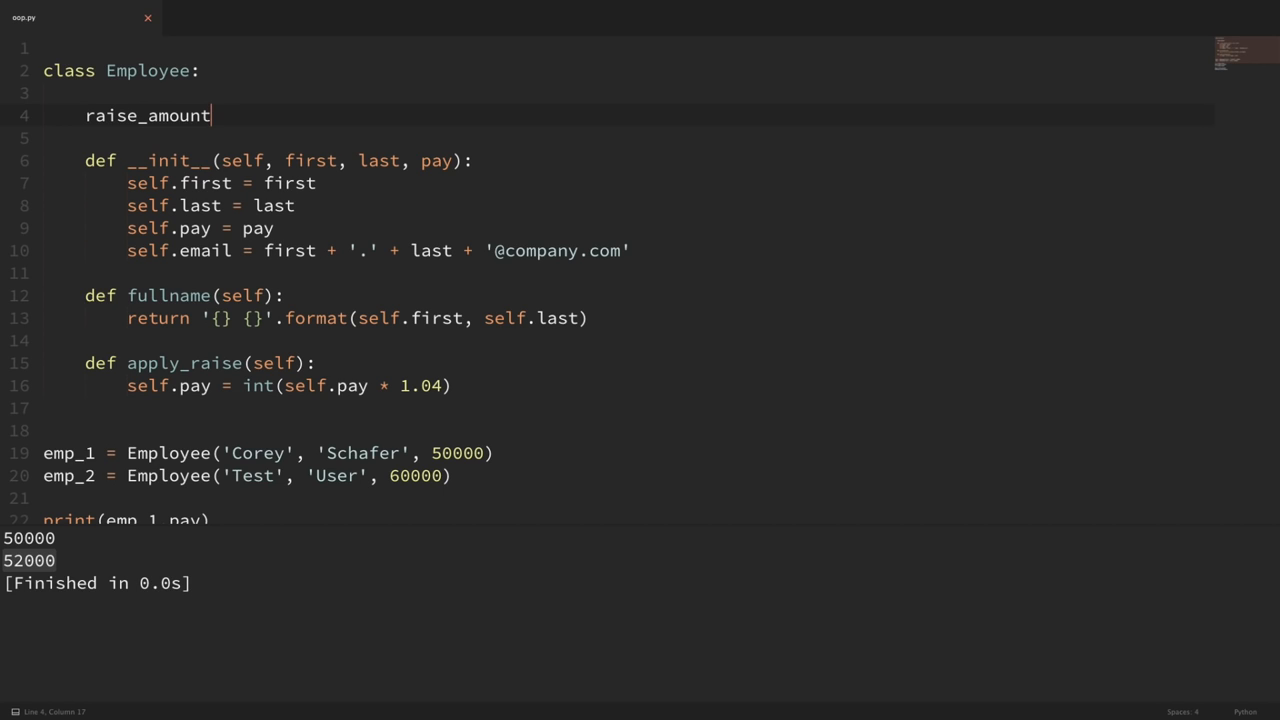 oop.py
1
2 class Employee:
3
4     raise_amount
5
6     def __init__(self, first, last, pay):
7         self.first = first
8         self.last = last
9         self.pay = pay
10         self.email = first + '.' + last + '@company.com'
11
12     def fullname(self):
13         return '{} {}'.format(self.first, self.last)
14
15     def apply_raise(self):
16         self.pay = int(self.pay * 1.04)
17
18
19 emp_1 = Employee('Corey', 'Schafer', 50000)
20 emp_2 = Employee('Test', 'User', 60000)
21
22 print(emp_1.pay)
50000
52000
[Finished in 0.0s]
Line 4, Column 17
Spaces: 4
Python